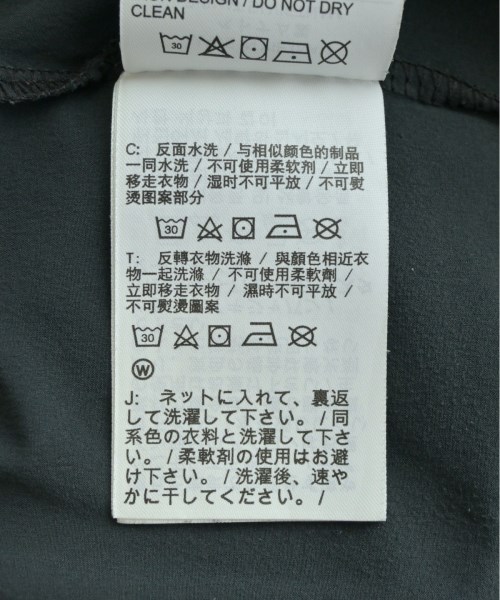 DESIGN / DO NOT DRY
CLEAN
30
C: 反面水洗 / 与相似颜色的制品
一同水洗 / 不可使用柔软剂 / 立即
移走衣物 / 湿时不可平放 / 不可熨
烫图案部分
30
T: 反轉衣物洗滌 / 與顏色相近衣
物一起洗滌 / 不可使用柔軟劑 /
立即移走衣物 / 濕時不可平放 /
不可熨燙圖案
30
W
J: ネットに入れて、裏返
して洗濯して下さい。/ 同
系色の衣料と洗濯して下さ
い。/ 柔軟剤の使用はお避
け下さい。/ 洗濯後、速や
かに干してください。/